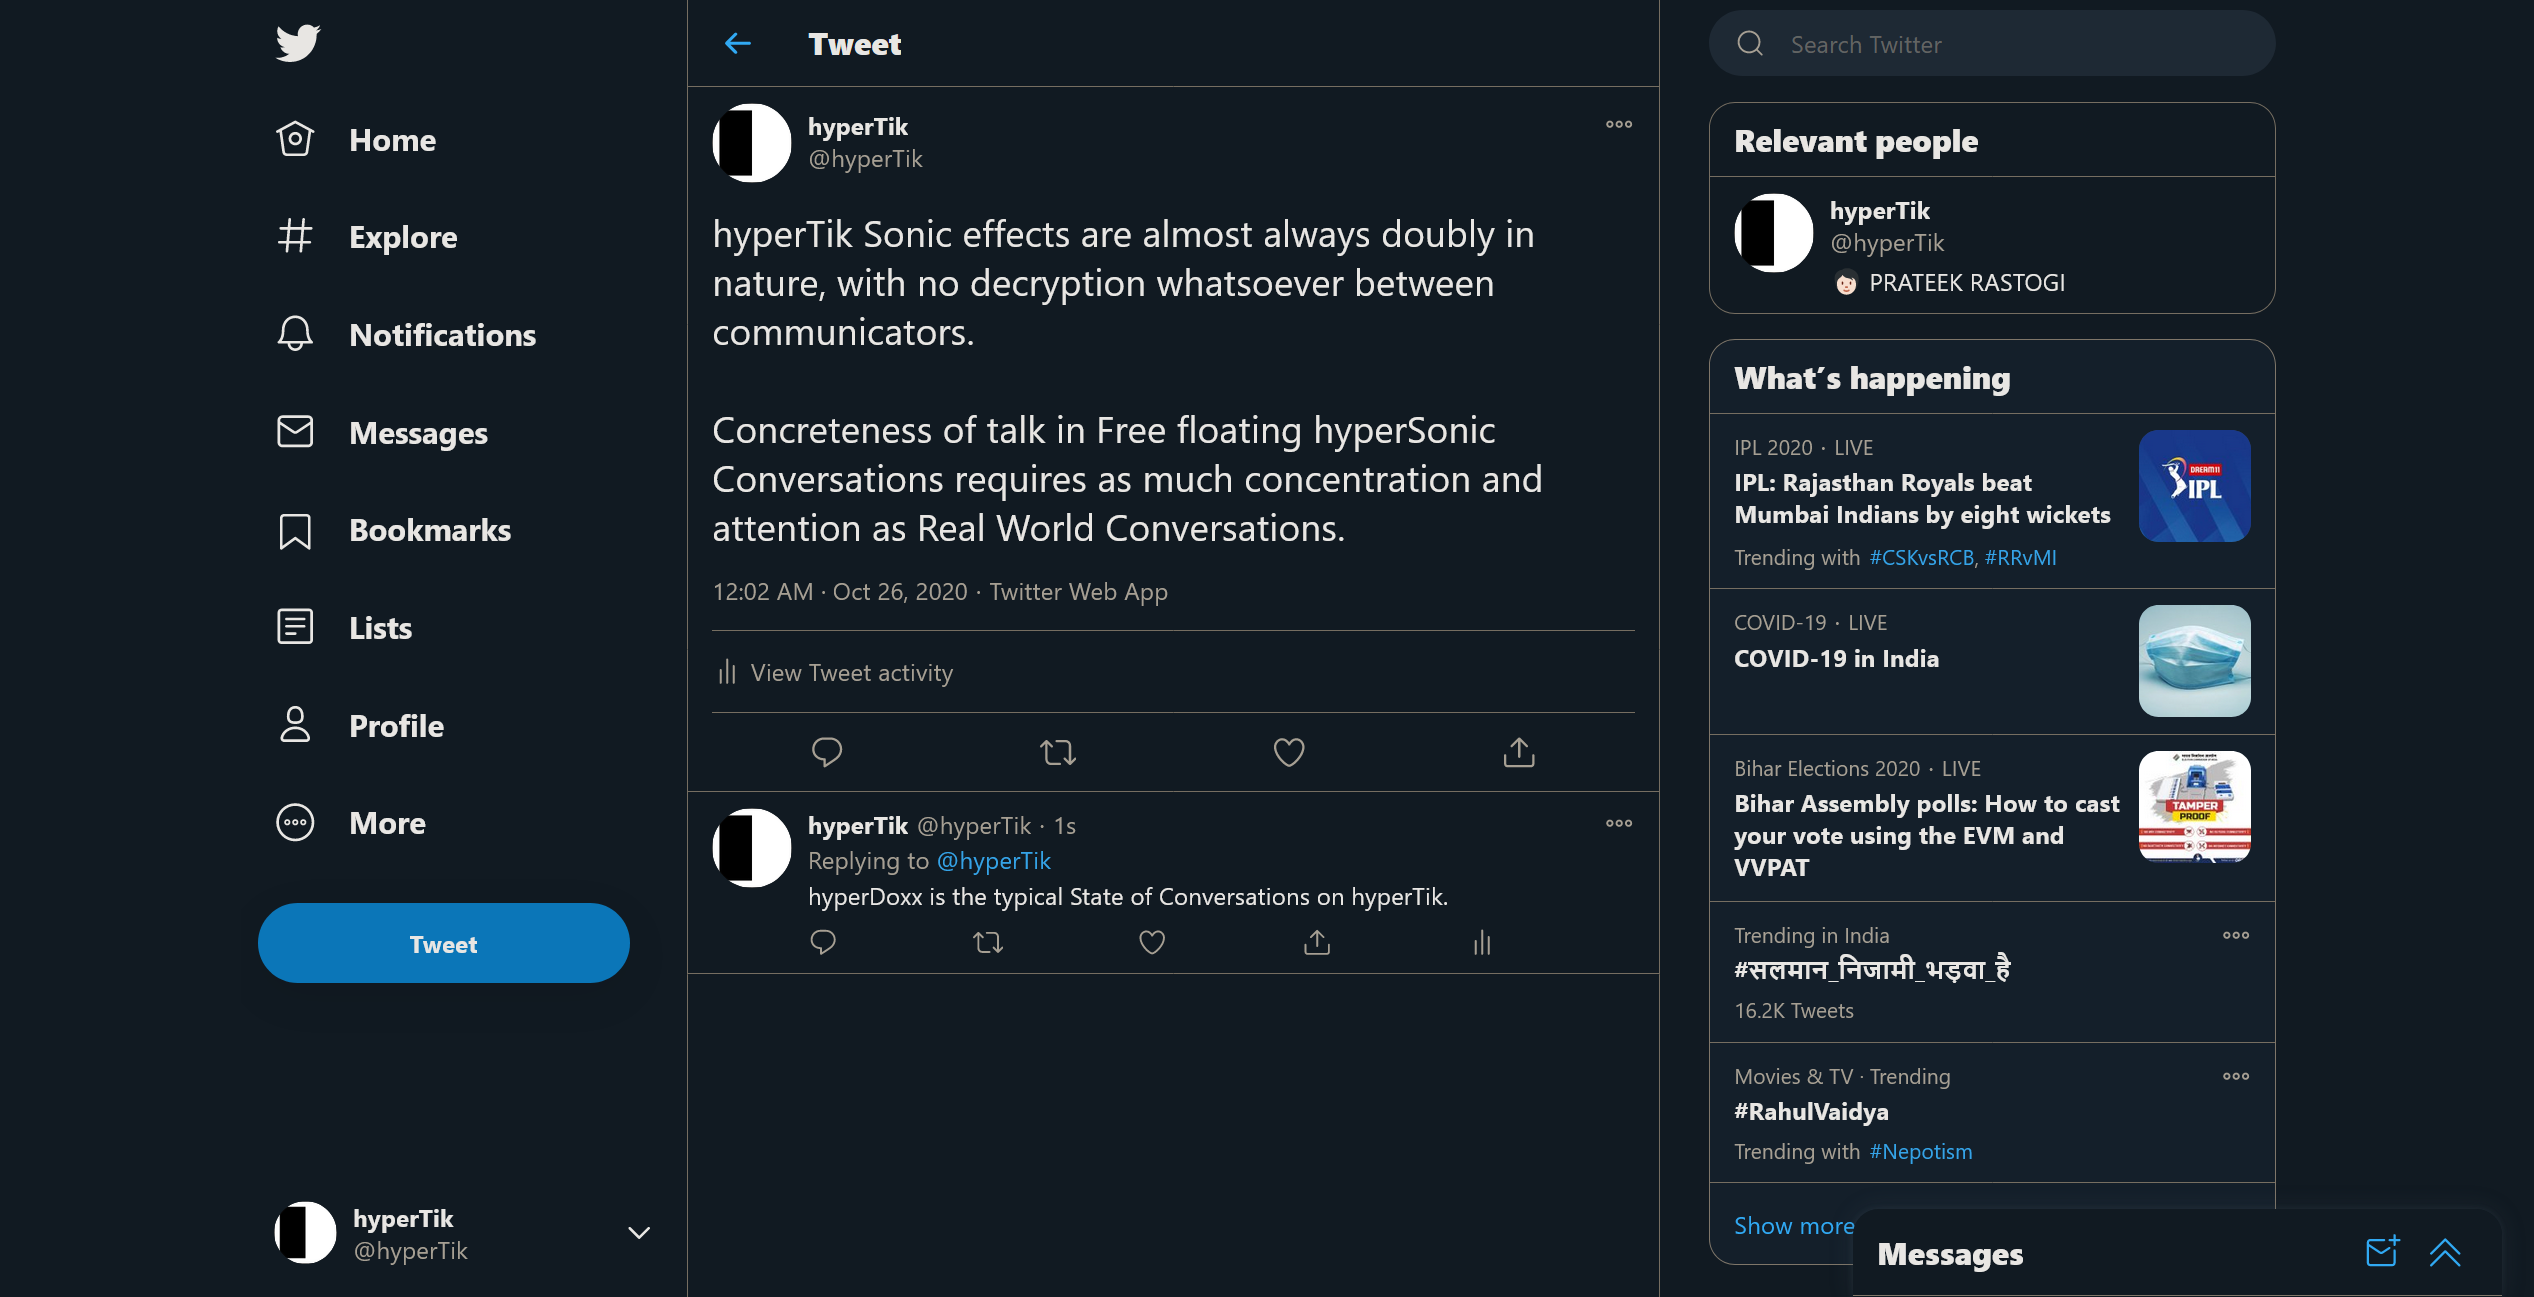 Home
Explore
Notifications
Messages
Bookmarks
Lists
Profile
More
Tweet
hyperTik
@hyperTik
Tweet
hyperTik
@hyperTik
hyperTik Sonic effects are almost always doubly in
nature, with no decryption whatsoever between
communicators.
Concreteness of talk in Free floating hyperSonic
Conversations requires as much concentration and
attention as Real World Conversations.
12:02 AM · Oct 26, 2020 · Twitter Web App
View Tweet activity
hyperTik @hyperTik · 1s
Replying to @hyperTik
hyperDoxx is the typical State of Conversations on hyperTik.
Search Twitter
Relevant people
hyperTik
@hyperTik
PRATEEK RASTOGI
What's happening
IPL 2020 · LIVE
IPL: Rajasthan Royals beat
Mumbai Indians by eight wickets
Trending with #CSKvsRCB, #RRvMI
DREAM11
IPL
COVID-19 · LIVE
COVID-19 in India
Bihar Elections 2020 · LIVE
Bihar Assembly polls: How to cast
your vote using the EVM and
VVPAT
TAMPER
PROOF
Trending in India
#सलमान_निजामी_भड़वा_है
16.2K Tweets
Movies & TV · Trending
#RahulVaidya
Trending with #Nepotism
Show more
Messages